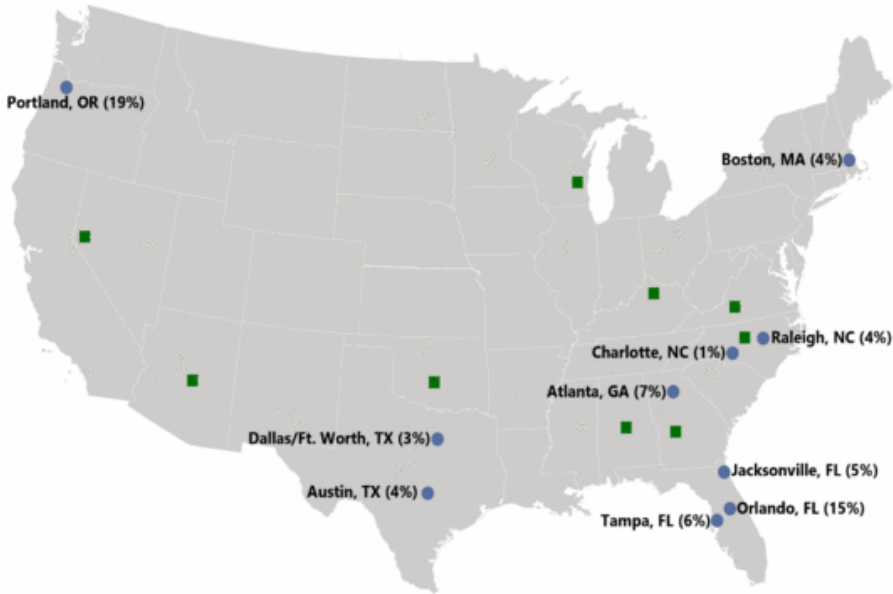 Portland, OR (19%)
Boston, MA (4%)
Raleigh, NC (4%)
Charlotte, NC (1%)
Atlanta, GA (7%)
Dallas/Ft. Worth, TX (3%)
Jacksonville, FL (5%)
Austin, TX (4%)
Orlando, FL (15%)
Tampa, FL (6%)